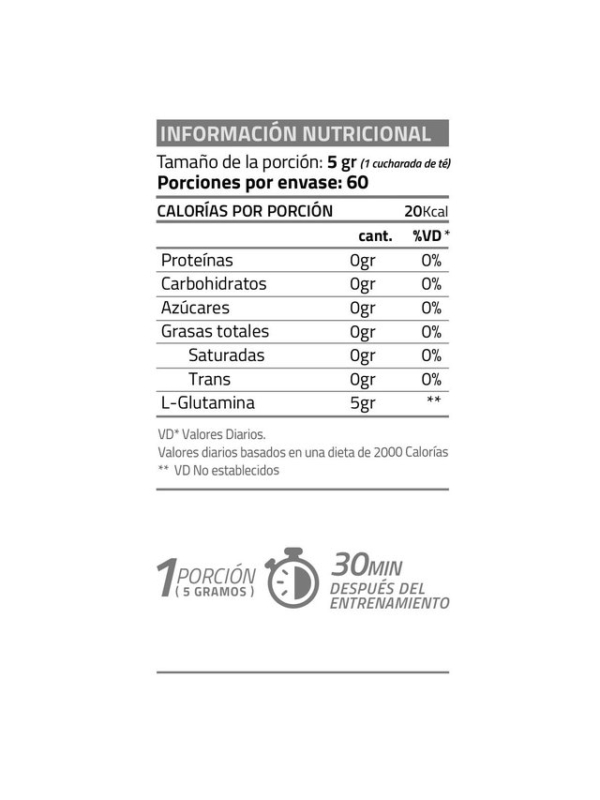 INFORMACIÓN NUTRICIONAL
Tamaño de la porción: 5 gr (1 cucharada de té)
Porciones por envase: 60
CALORÍAS POR PORCIÓN 20Kcal
cant. %VD*
Proteínas 0gr 0%
Carbohidratos 0gr 0%
Azúcares 0gr 0%
Grasas totales 0gr 0%
Saturadas 0gr 0%
Trans 0gr 0%
L-Glutamina 5gr **
VD* Valores Diarios.
Valores diarios basados en una dieta de 2000 Calorías
** VD No establecidos
1 PORCIÓN
( 5 GRAMOS )
30MIN
DESPUÉS DEL
ENTRENAMIENTO